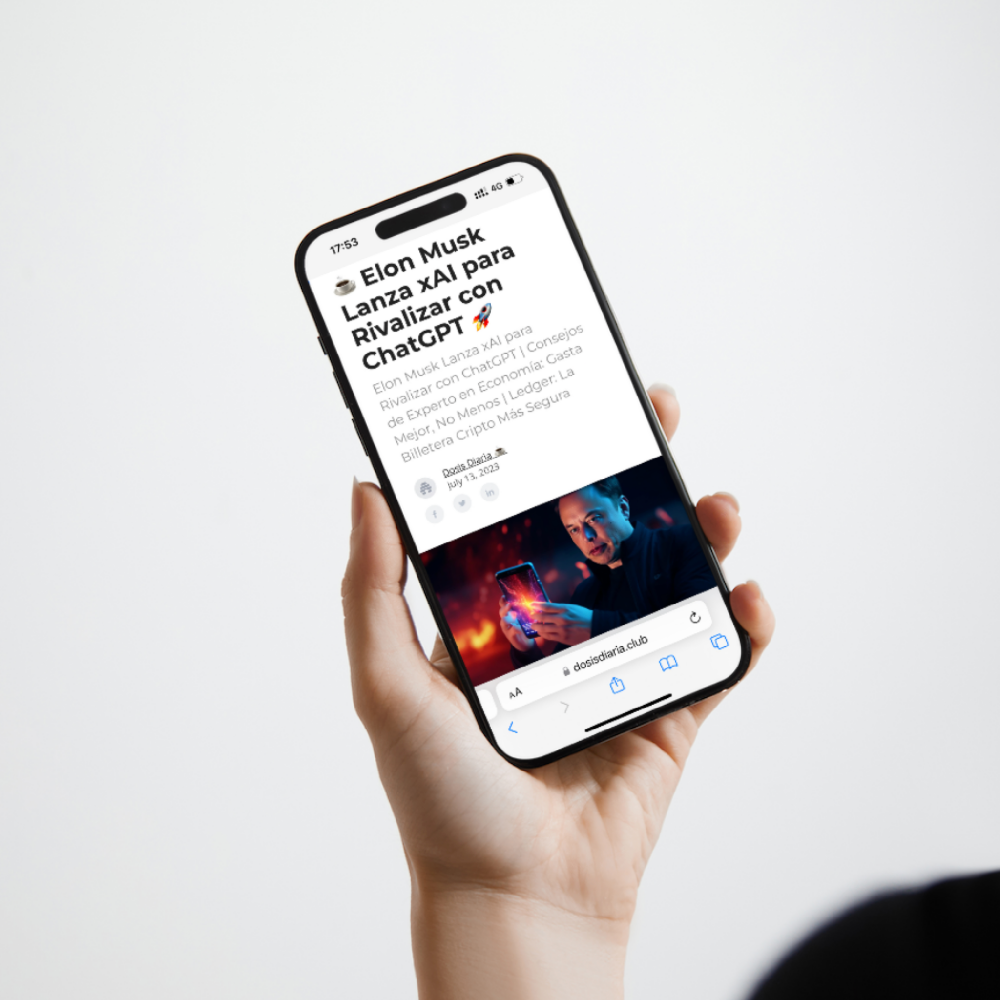 17:53
4G
☕ Elon Musk
Lanza xAI para
Rivalizar con
ChatGPT 🚀
Elon Musk Lanza xAI para
Rivalizar con ChatGPT | Consejos
de Experto en Economía: Gasta
Mejor, No Menos | Ledger: La
Billetera Cripto Más Segura
Dosis Diaria ☕
July 13, 2023
f
in
AA
dosisdiaria.club